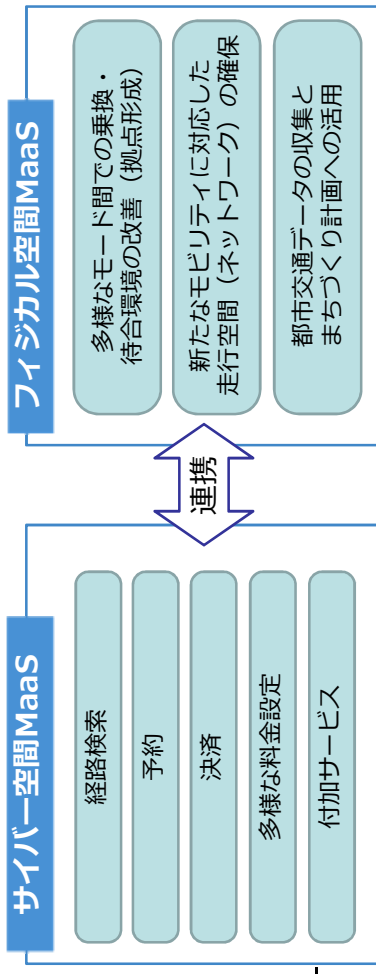 サイバー空間MaaS
経路検索
予約
決済
多様な料金設定
付加サービス
連携
フィジカル空間MaaS
多様なモード間での乗換・
待合環境の改善（拠点形成）
新たなモビリティに対応した
走行空間（ネットワーク）の確保
都市交通データの収集と
まちづくり計画への活用